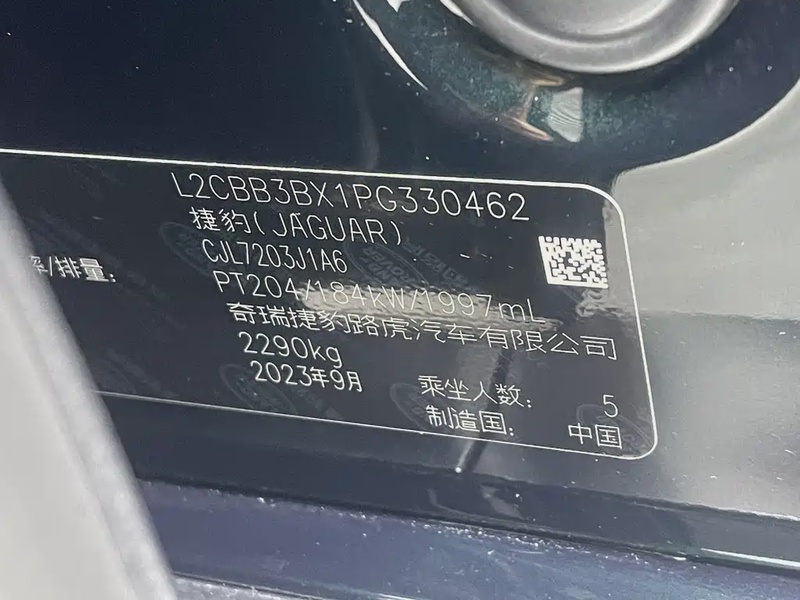 L2CBB3BX1PG330462
捷豹(JAGUAR)
CJL7203J1A6
率/排量: PT204/184kW/1997mL
奇瑞捷豹路虎汽车有限公司
2290kg
2023年9月 乘坐人数: 5
制造国: 中国